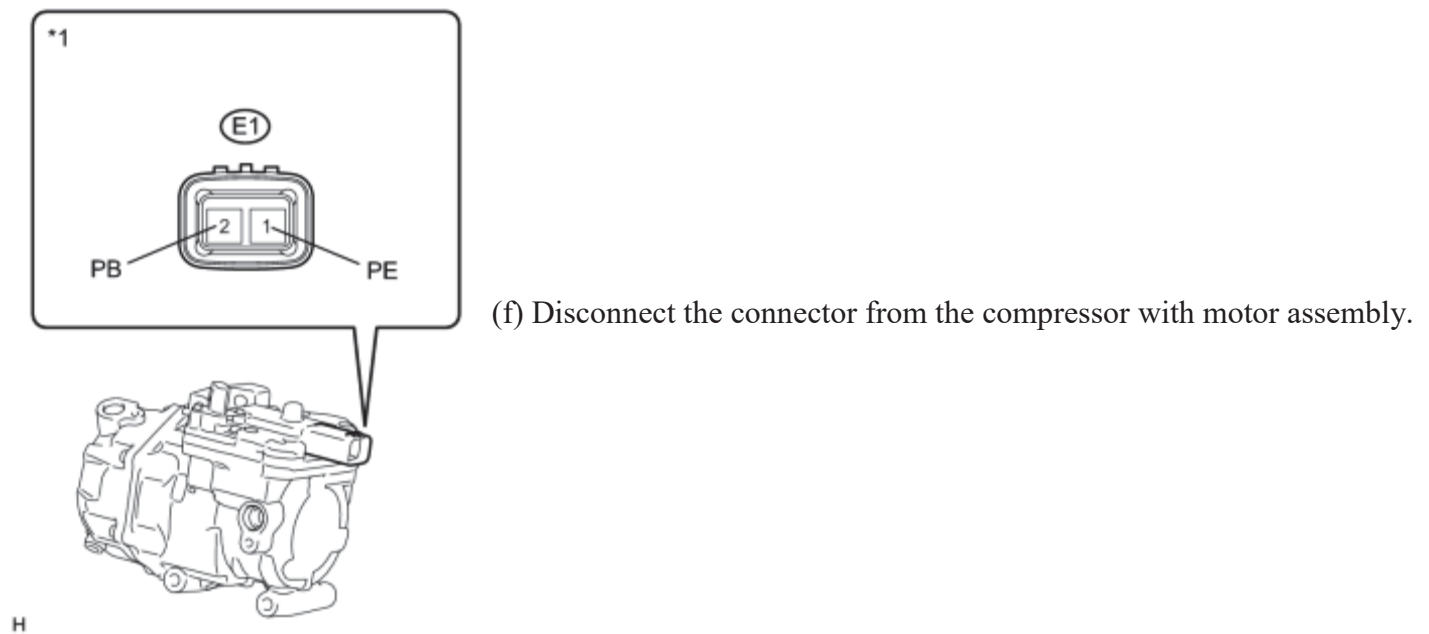 *1
E1
2 1
PB PE
(f) Disconnect the connector from the compressor with motor assembly.
H